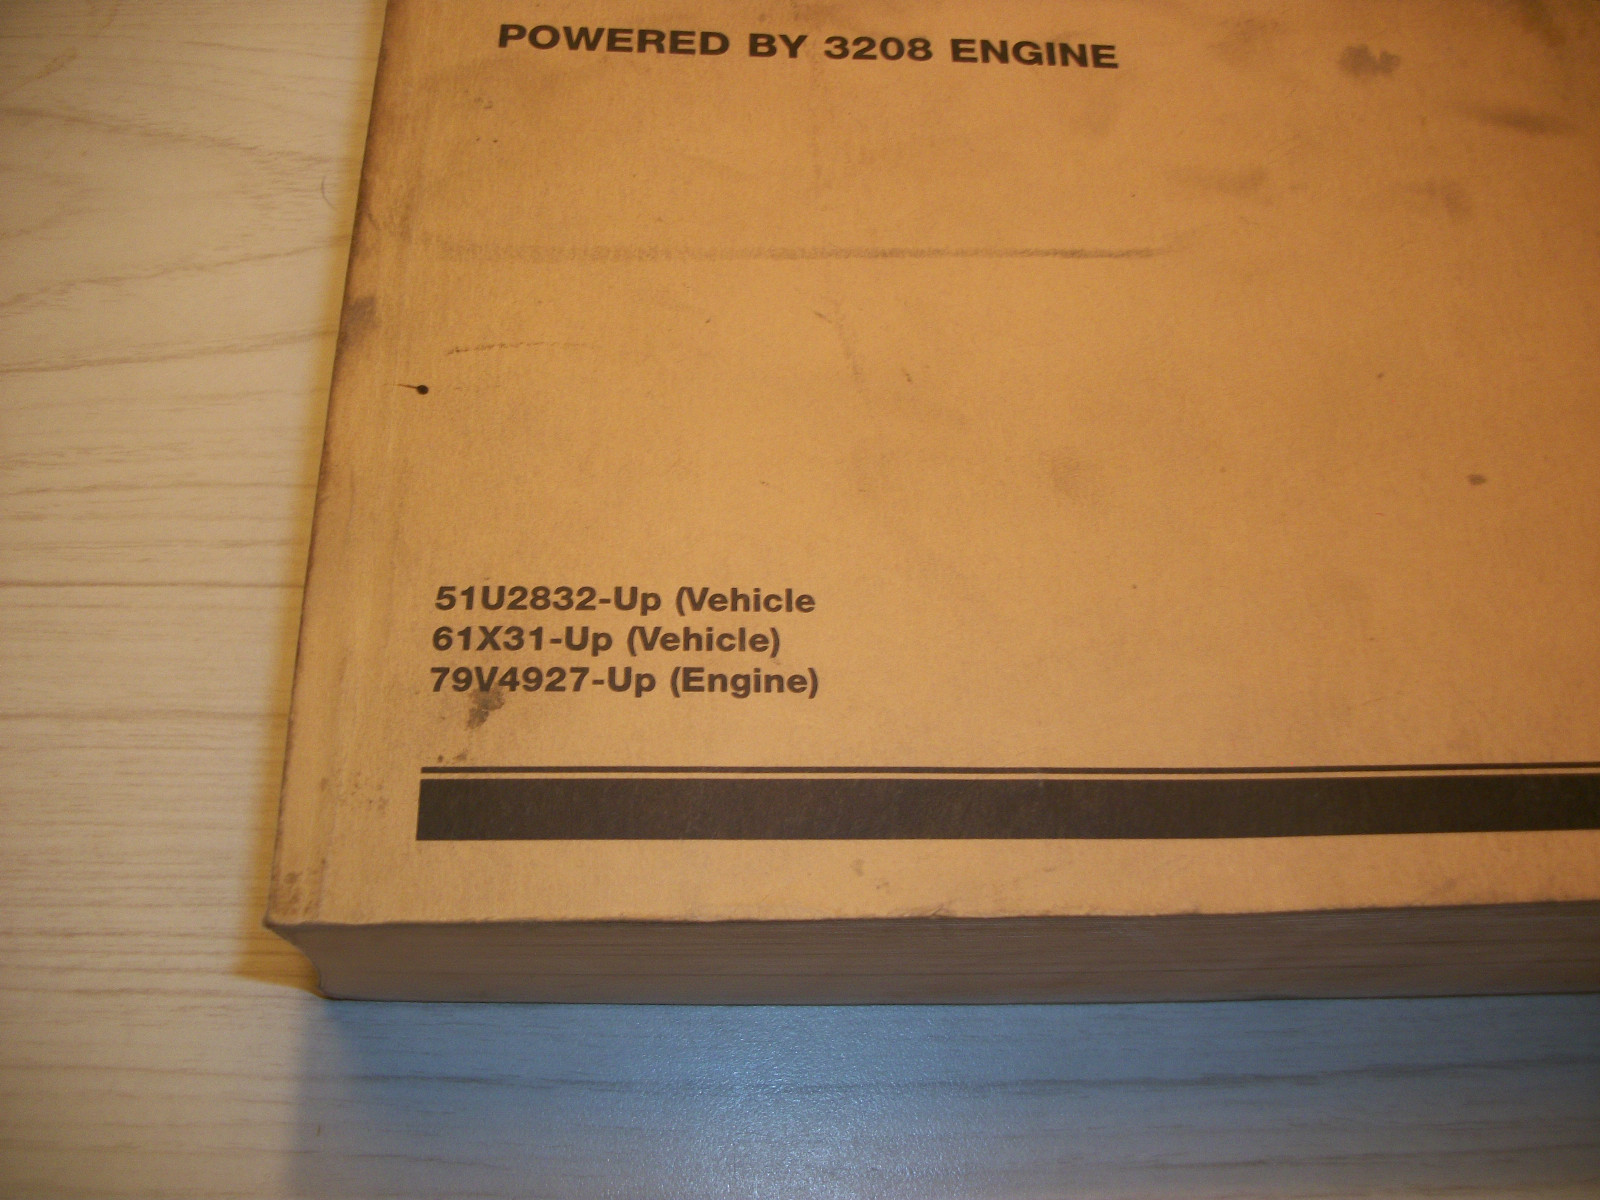 POWERED BY 3208 ENGINE
51U2832-Up (Vehicle
61X31-Up (Vehicle)
79V4927-Up (Engine)